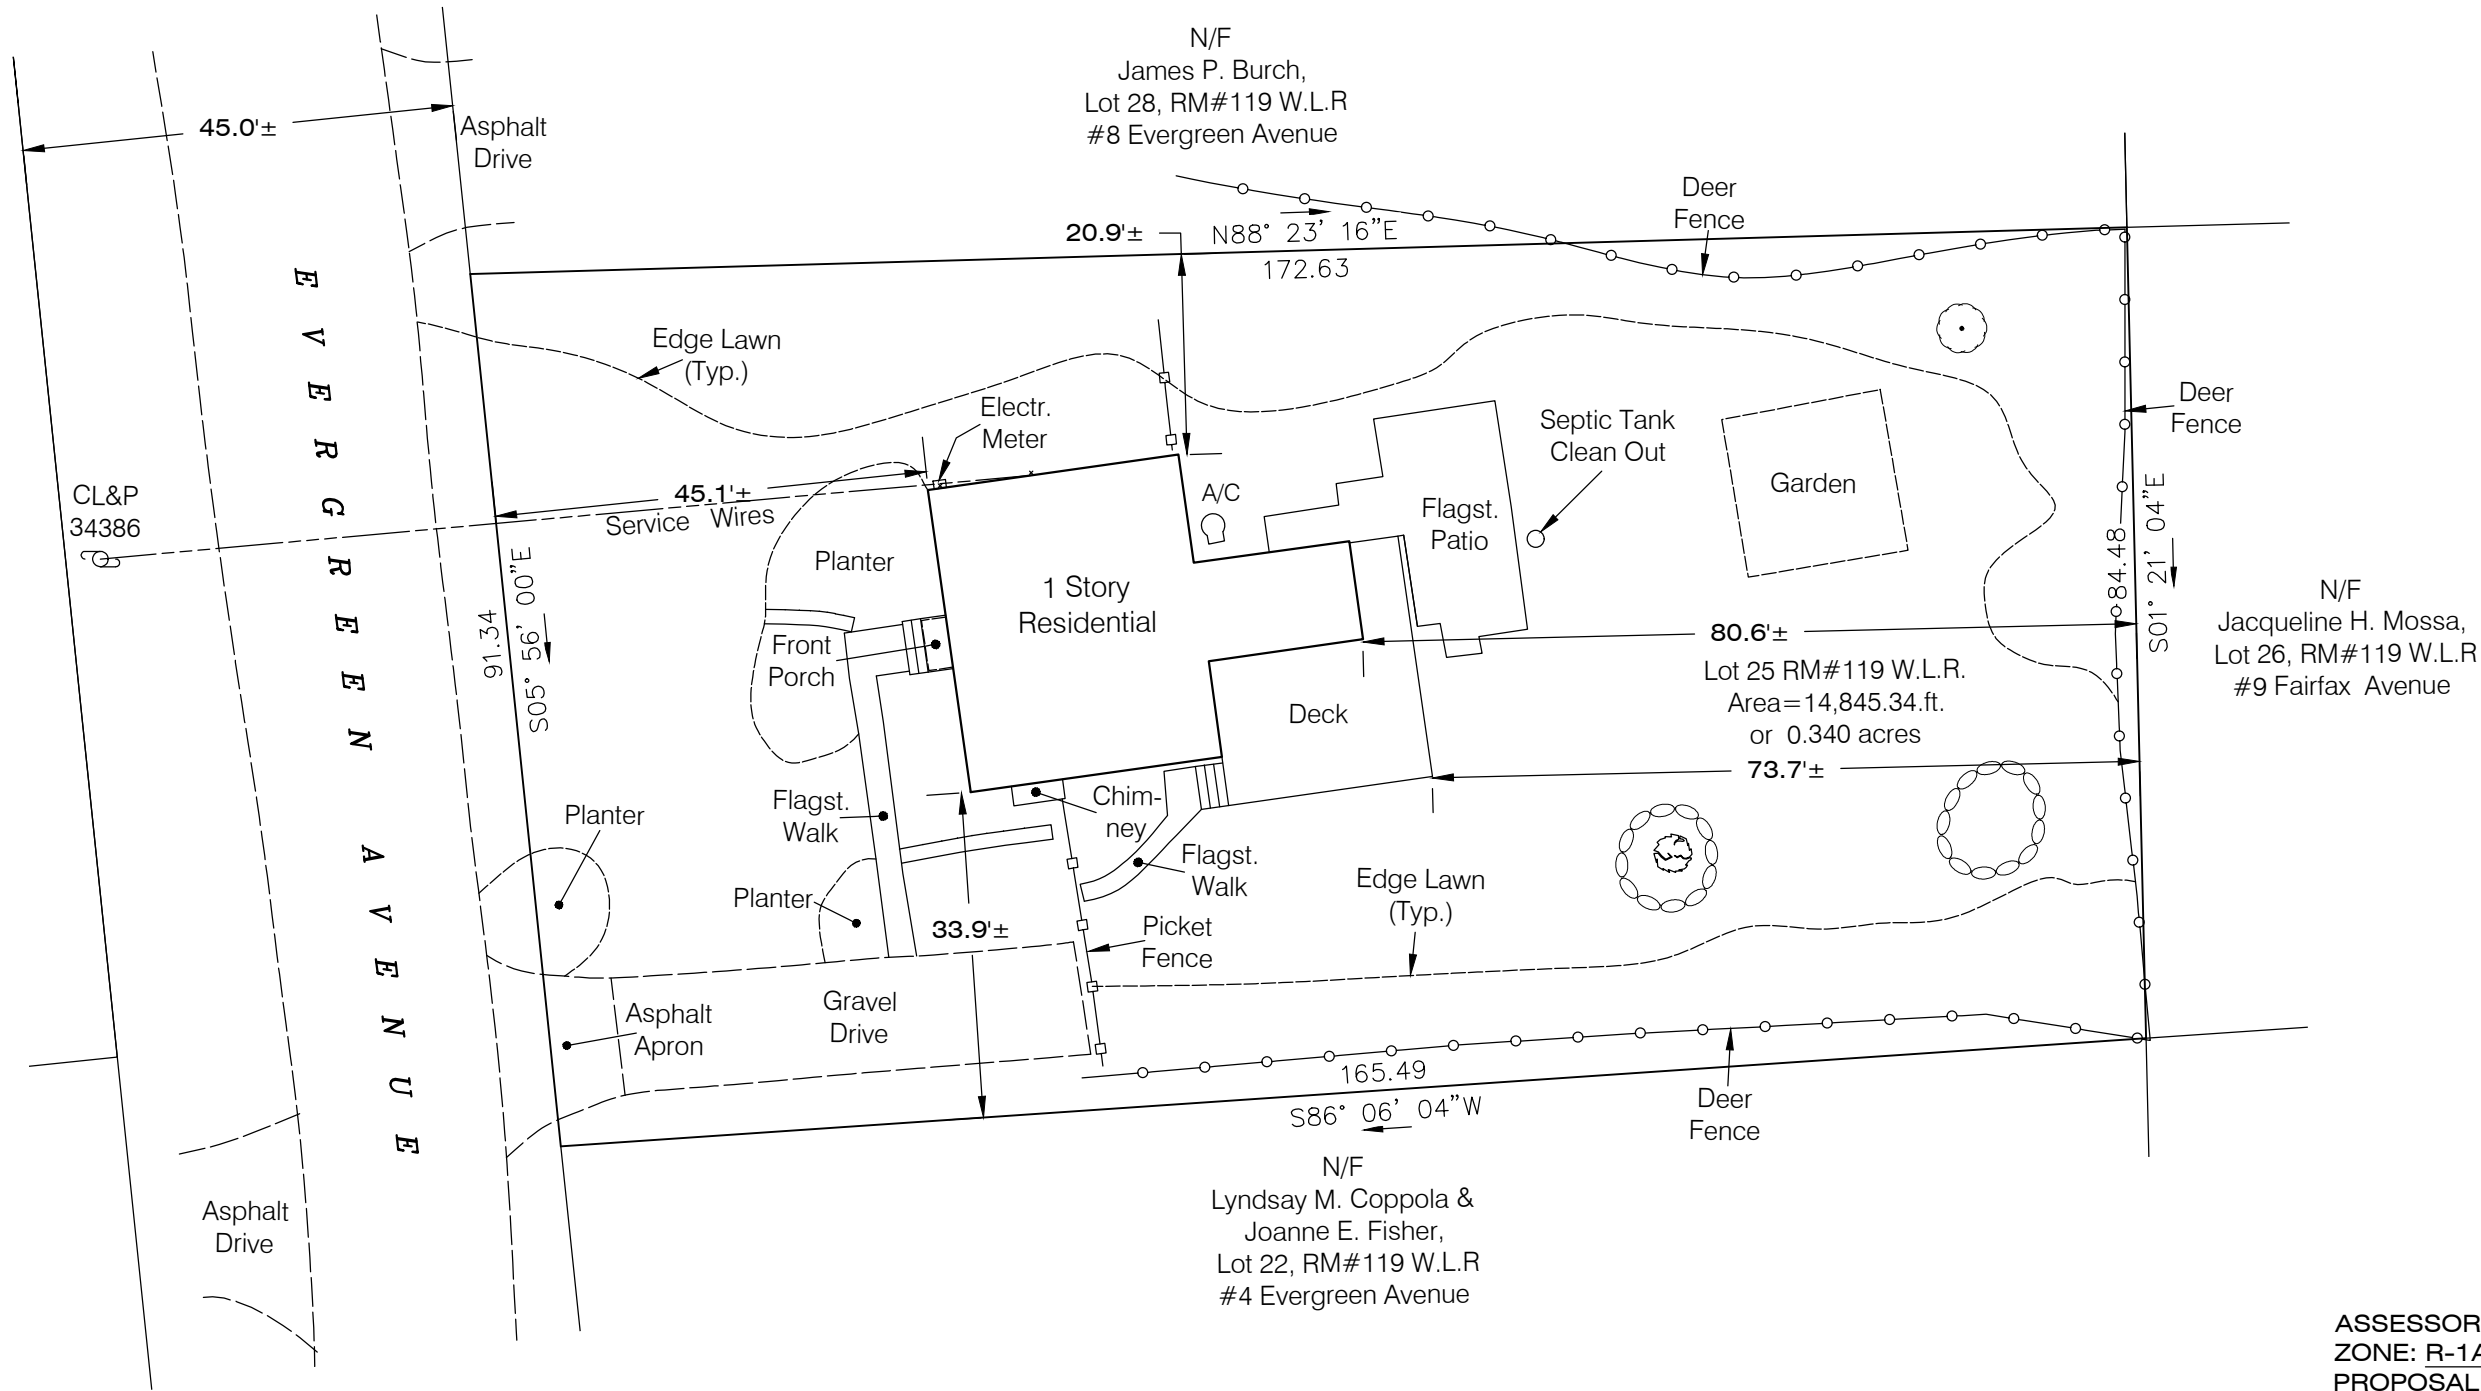 N/F
James P. Burch,
Lot 28, RM#119 W.L.R
#8 Evergreen Avenue
45.0'±
Asphalt
Drive
Deer
Fence
20.9'±
N88° 23' 16"E
172.63
EVERGREEN AVENUE
Edge Lawn
(Typ.)
Electr.
Meter
Septic Tank
Clean Out
Deer
Fence
CL&P
34386
45.1'±
Service Wires
A/C
Flagst.
Patio
Garden
Planter
1 Story
Residential
91.34
S05° 56' 00"E
84.48
S01° 21' 04"E
Front
Porch
80.6'±
Lot 25 RM#119 W.L.R.
Area=14,845.34.ft.
or 0.340 acres
N/F
Jacqueline H. Mossa,
Lot 26, RM#119 W.L.R
#9 Fairfax Avenue
Deck
73.7'±
Planter
Flagst.
Walk
Chim-
ney
Flagst.
Walk
Edge Lawn
(Typ.)
Planter
33.9'±
Picket
Fence
Asphalt
Apron
Gravel
Drive
165.49
S86° 06' 04"W
Deer
Fence
N/F
Lyndsay M. Coppola &
Joanne E. Fisher,
Lot 22, RM#119 W.L.R
#4 Evergreen Avenue
Asphalt
Drive
ASSESSOR
ZONE: R-1A
PROPOSAL